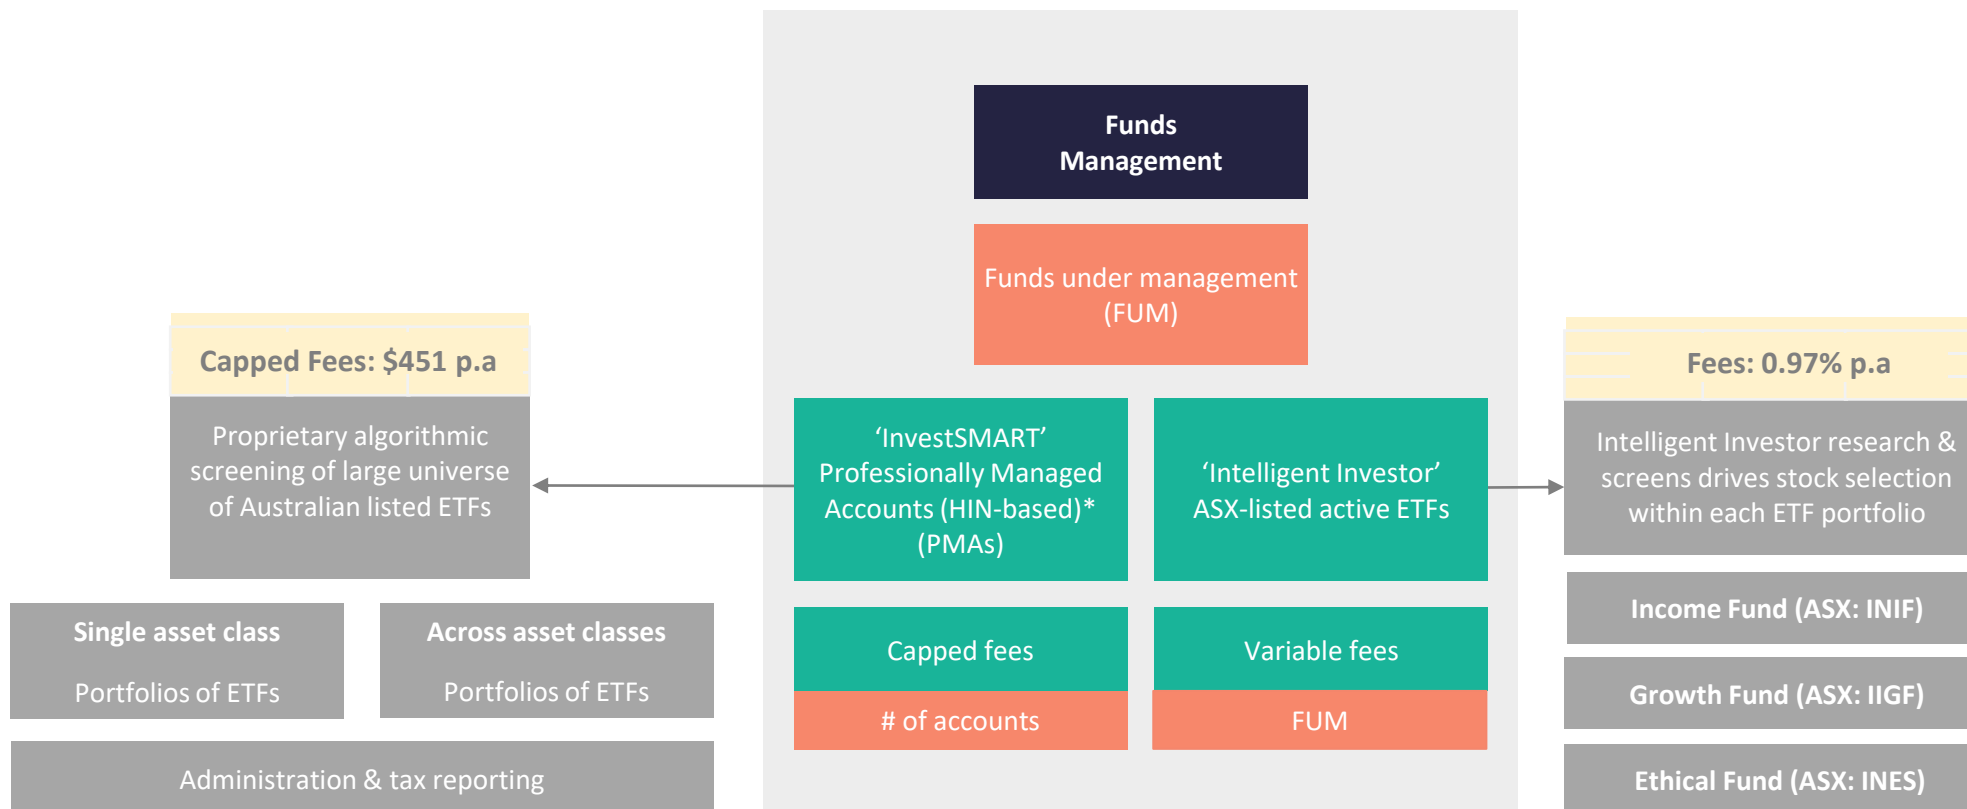 Funds
Management
Funds under management
(FUM)
Capped Fees: $451 p.a
Proprietary algorithmic
screening of large universe
of Australian listed ETFs
Single asset class
Portfolios of ETFs
Across asset classes
Portfolios of ETFs
Administration & tax reporting
‘InvestSMART’
Professionally Managed
Accounts (HIN-based)*
(PMAs)
Capped fees
# of accounts
‘Intelligent Investor’
ASX-listed active ETFs
Variable fees
FUM
Fees: 0.97% p.a
Intelligent Investor research &
screens drives stock selection
within each ETF portfolio
Income Fund (ASX: INIF)
Growth Fund (ASX: IIGF)
Ethical Fund (ASX: INES)